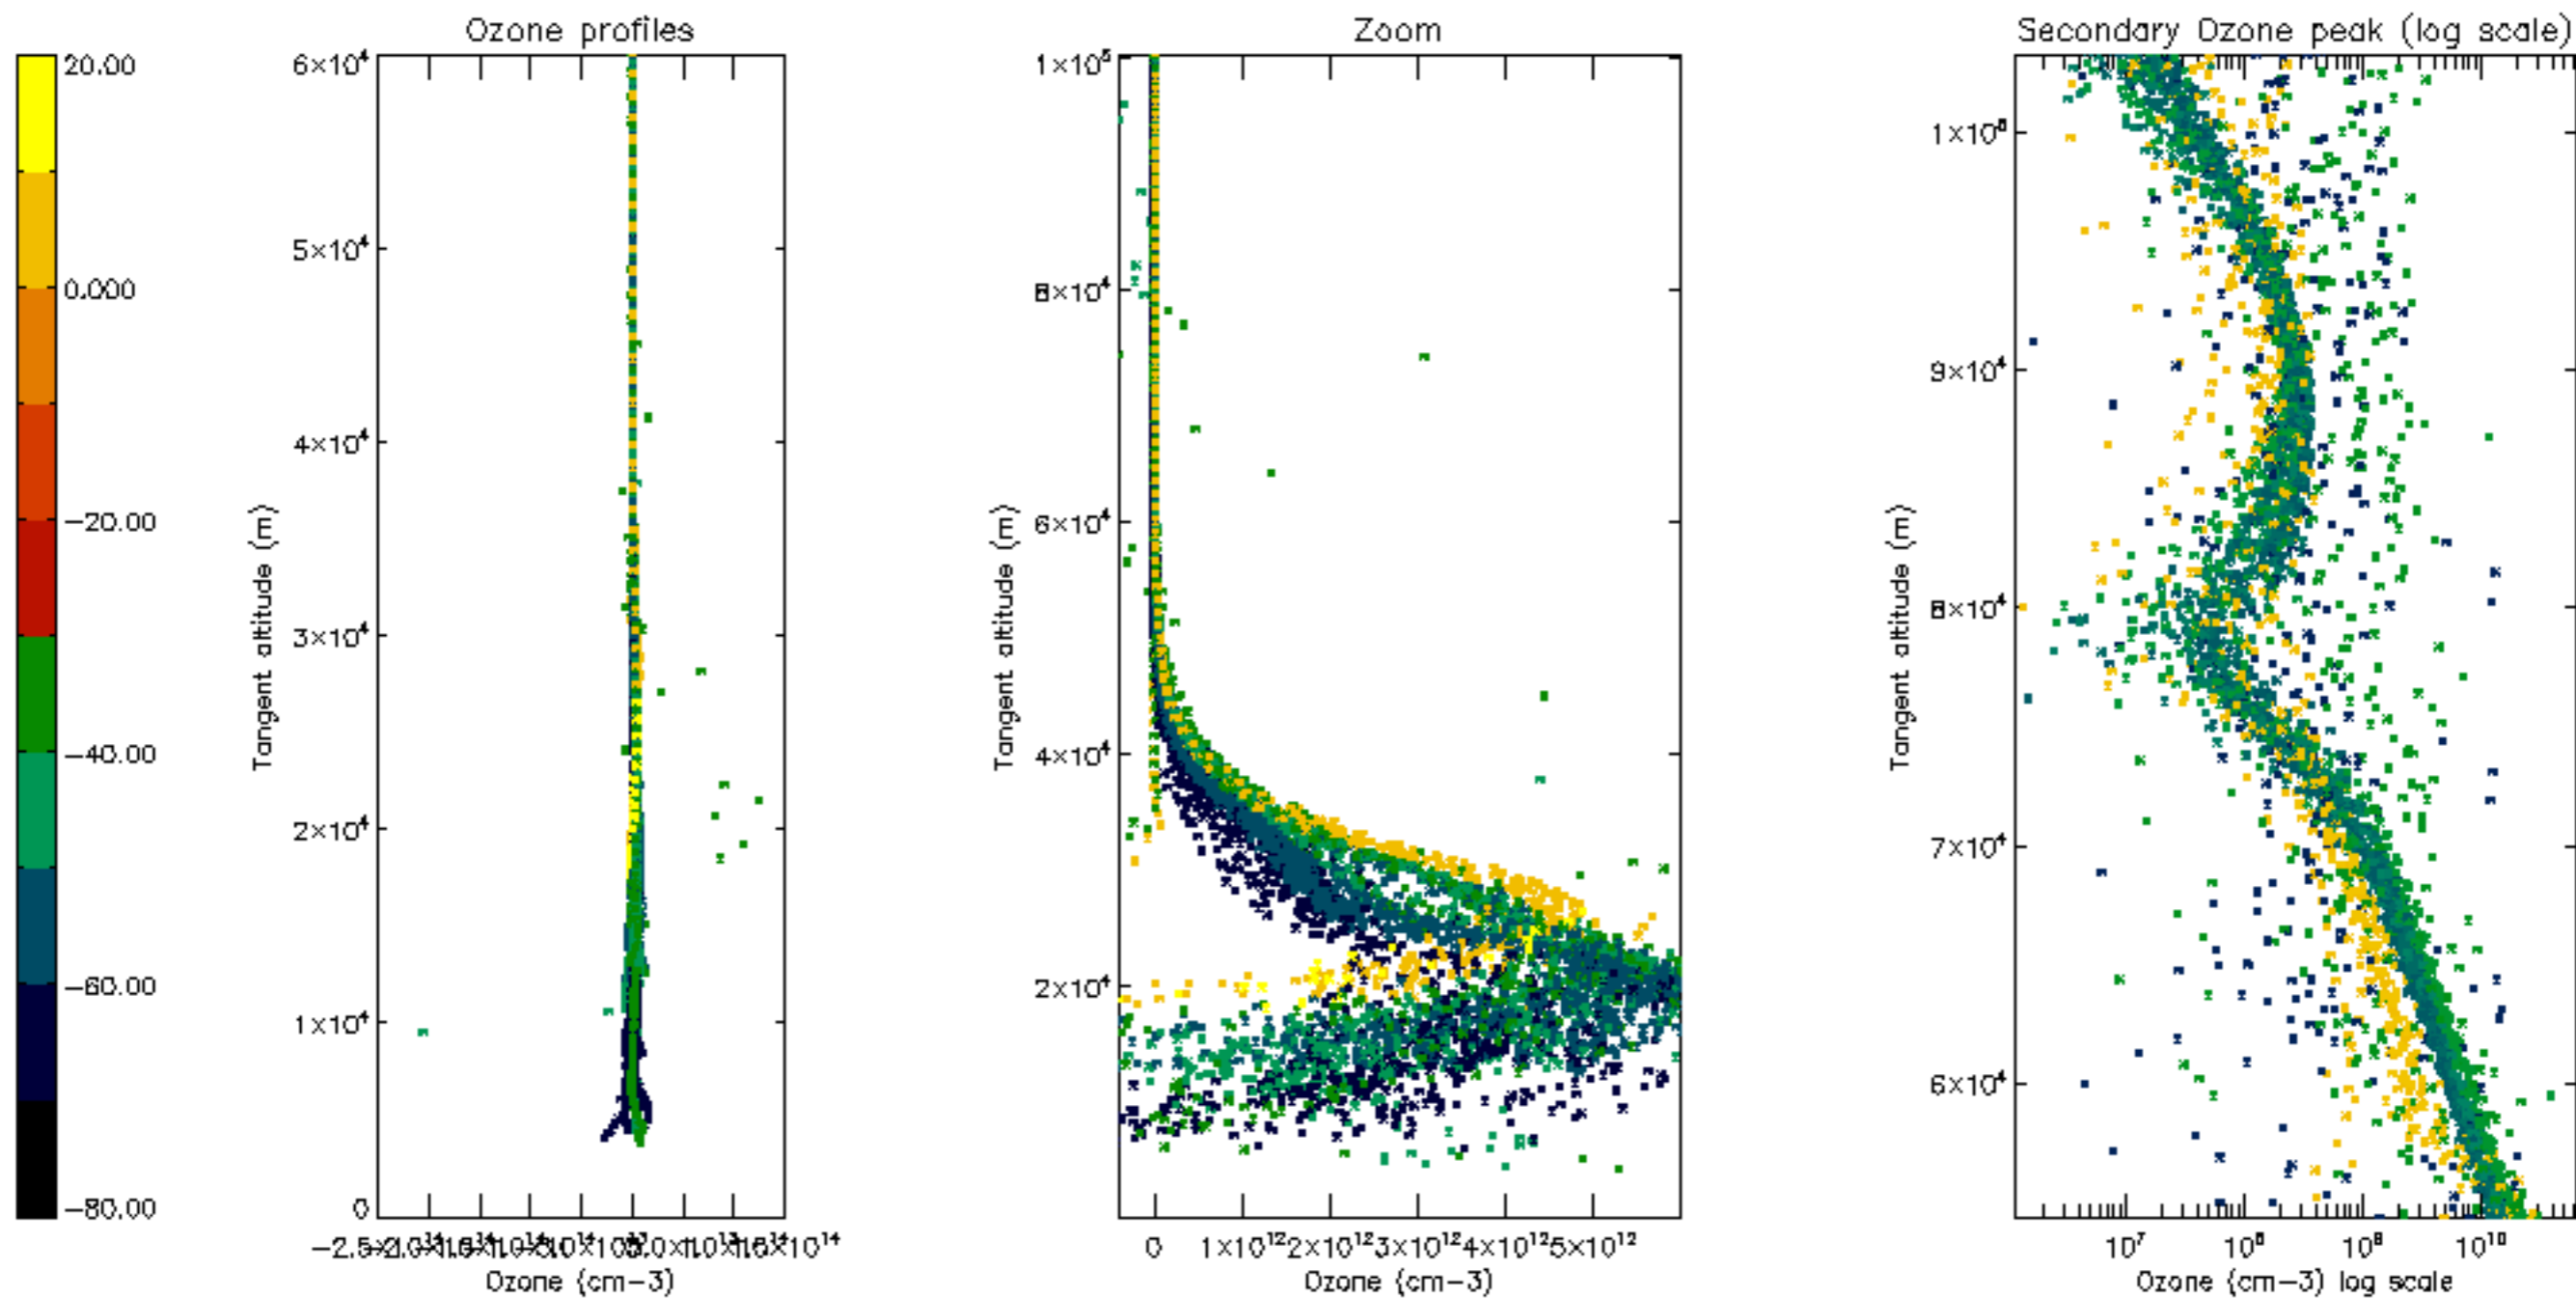 Ozone profiles
Zoom
Secondary Ozone peak (log scale)
20.00
0.000
−20.00
−40.00
−60.00
−80.00
6×10⁴
5×10⁴
4×10⁴
3×10⁴
2×10⁴
1×10⁴
0
Tangent altitude (m)
Ozone (cm−3)
1×10⁵
8×10⁴
6×10⁴
4×10⁴
2×10⁴
Tangent altitude (m)
0 1×10¹² 2×10¹² 3×10¹² 4×10¹² 5×10¹²
Ozone (cm−3)
9×10⁴
8×10⁴
7×10⁴
6×10⁴
Tangent altitude (m)
10⁷ 10⁸ 10⁹ 10¹⁰
Ozone (cm−3) log scale